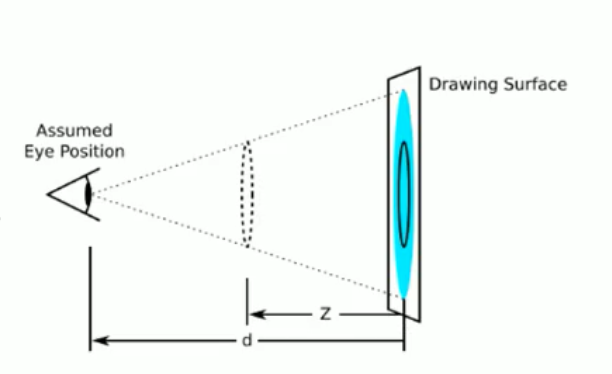 Drawing Surface
Assumed
Eye Position
Z
d